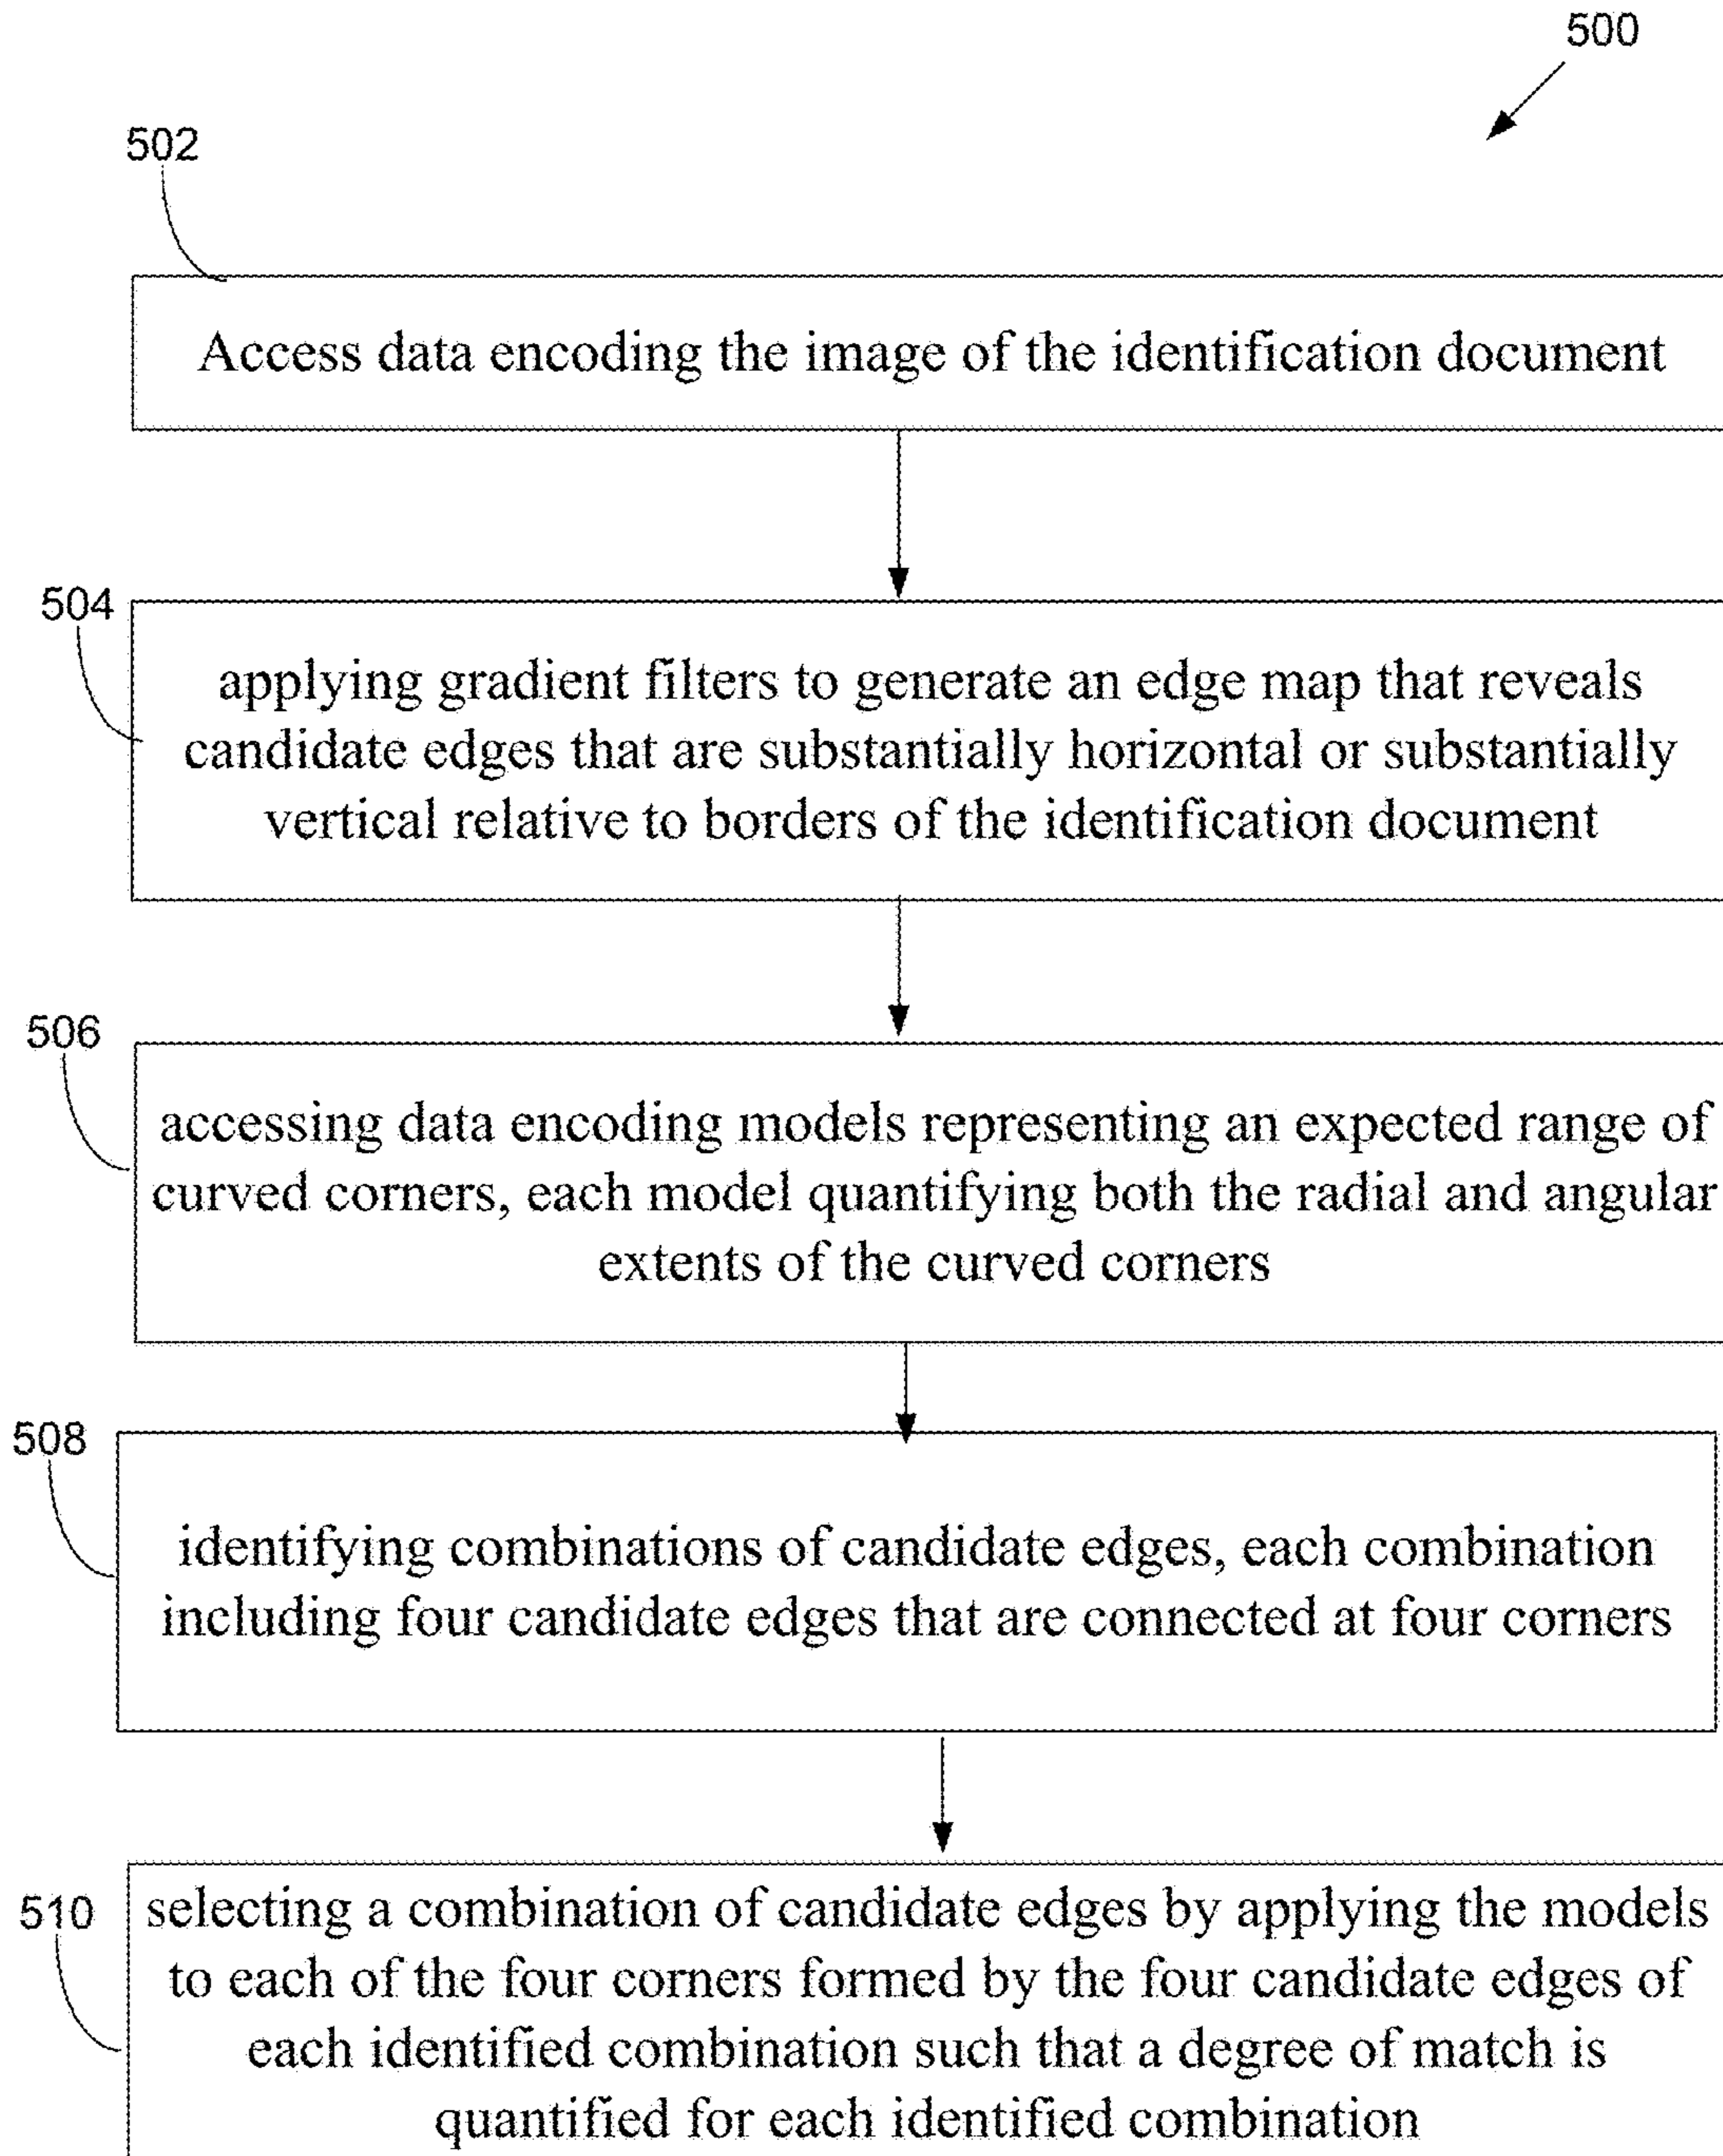 500
502
Access data encoding the image of the identification document
504
applying gradient filters to generate an edge map that reveals
candidate edges that are substantially horizontal or substantially
vertical relative to borders of the identification document
506
accessing data encoding models representing an expected range of
curved corners, each model quantifying both the radial and angular
extents of the curved corners
508
identifying combinations of candidate edges, each combination
including four candidate edges that are connected at four corners
510
selecting a combination of candidate edges by applying the models
to each of the four corners formed by the four candidate edges of
each identified combination such that a degree of match is
quantified for each identified combination